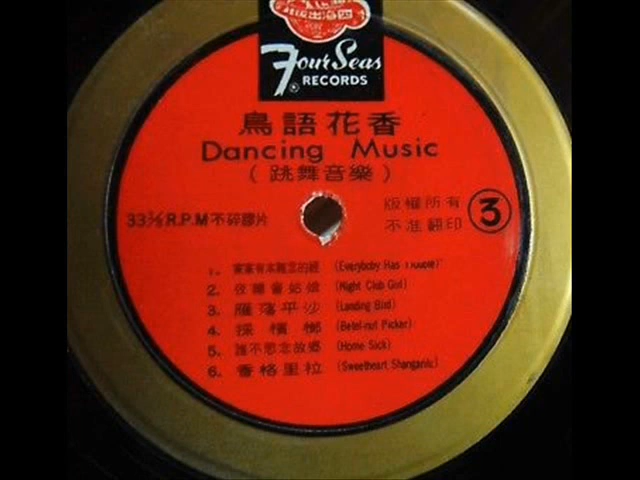 Four Seas
RECORDS
鳥語花香
Dancing Music
(跳舞音樂)
版權所有
不准翻印
3
33⅓ R.P.M不碎膠片
1. 家家有本難念的經 (Everyboby Has Trouble)
2. 夜總會姑娘 (Night Club Girl)
3. 雁落平沙 (Landing Bird)
4. 採檳榔 (Betel-nut Picker)
5. 誰不思念故鄉 (Home Sick)
6. 香格里拉 (Sweetheart Shangarila)